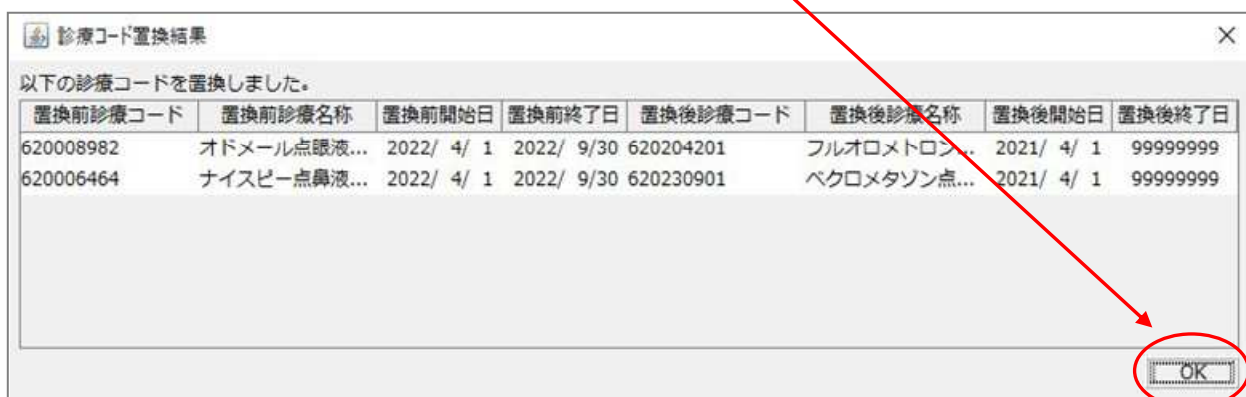 診療コード置換結果
以下の診療コードを置換しました。
置換前診療コード 置換前診療名称 置換前開始日 置換前終了日 置換後診療コード 置換後診療名称 置換後開始日 置換後終了日
620008982 オドメール点眼液... 2022/ 4/ 1 2022/ 9/30 620204201 フルオロメトロン... 2021/ 4/ 1 99999999
620006464 ナイスピー点鼻液... 2022/ 4/ 1 2022/ 9/30 620230901 ベクロメタゾン点... 2021/ 4/ 1 99999999
OK